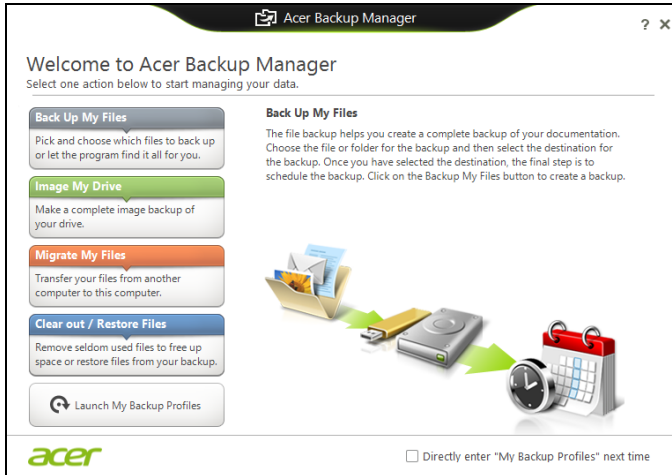 Acer Backup Manager
? X
Welcome to Acer Backup Manager
Select one action below to start managing your data.
Back Up My Files
Pick and choose which files to back up
or let the program find it all for you.
Image My Drive
Make a complete image backup of
your drive.
Migrate My Files
Transfer your files from another
computer to this computer.
Clear out / Restore Files
Remove seldom used files to free up
space or restore files from your backup.
Launch My Backup Profiles
Back Up My Files
The file backup helps you create a complete backup of your documentation.
Choose the file or folder for the backup and then select the destination for
the backup. Once you have selected the destination, the final step is to
schedule the backup. Click on the Backup My Files button to create a backup.
acer
Directly enter "My Backup Profiles" next time